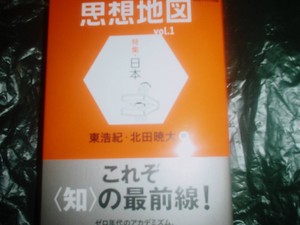 思想地図
vol.1
特集・日本
東浩紀・北田暁大
これぞ
〈知〉の最前線!
ゼロ年代のアカデミズム、